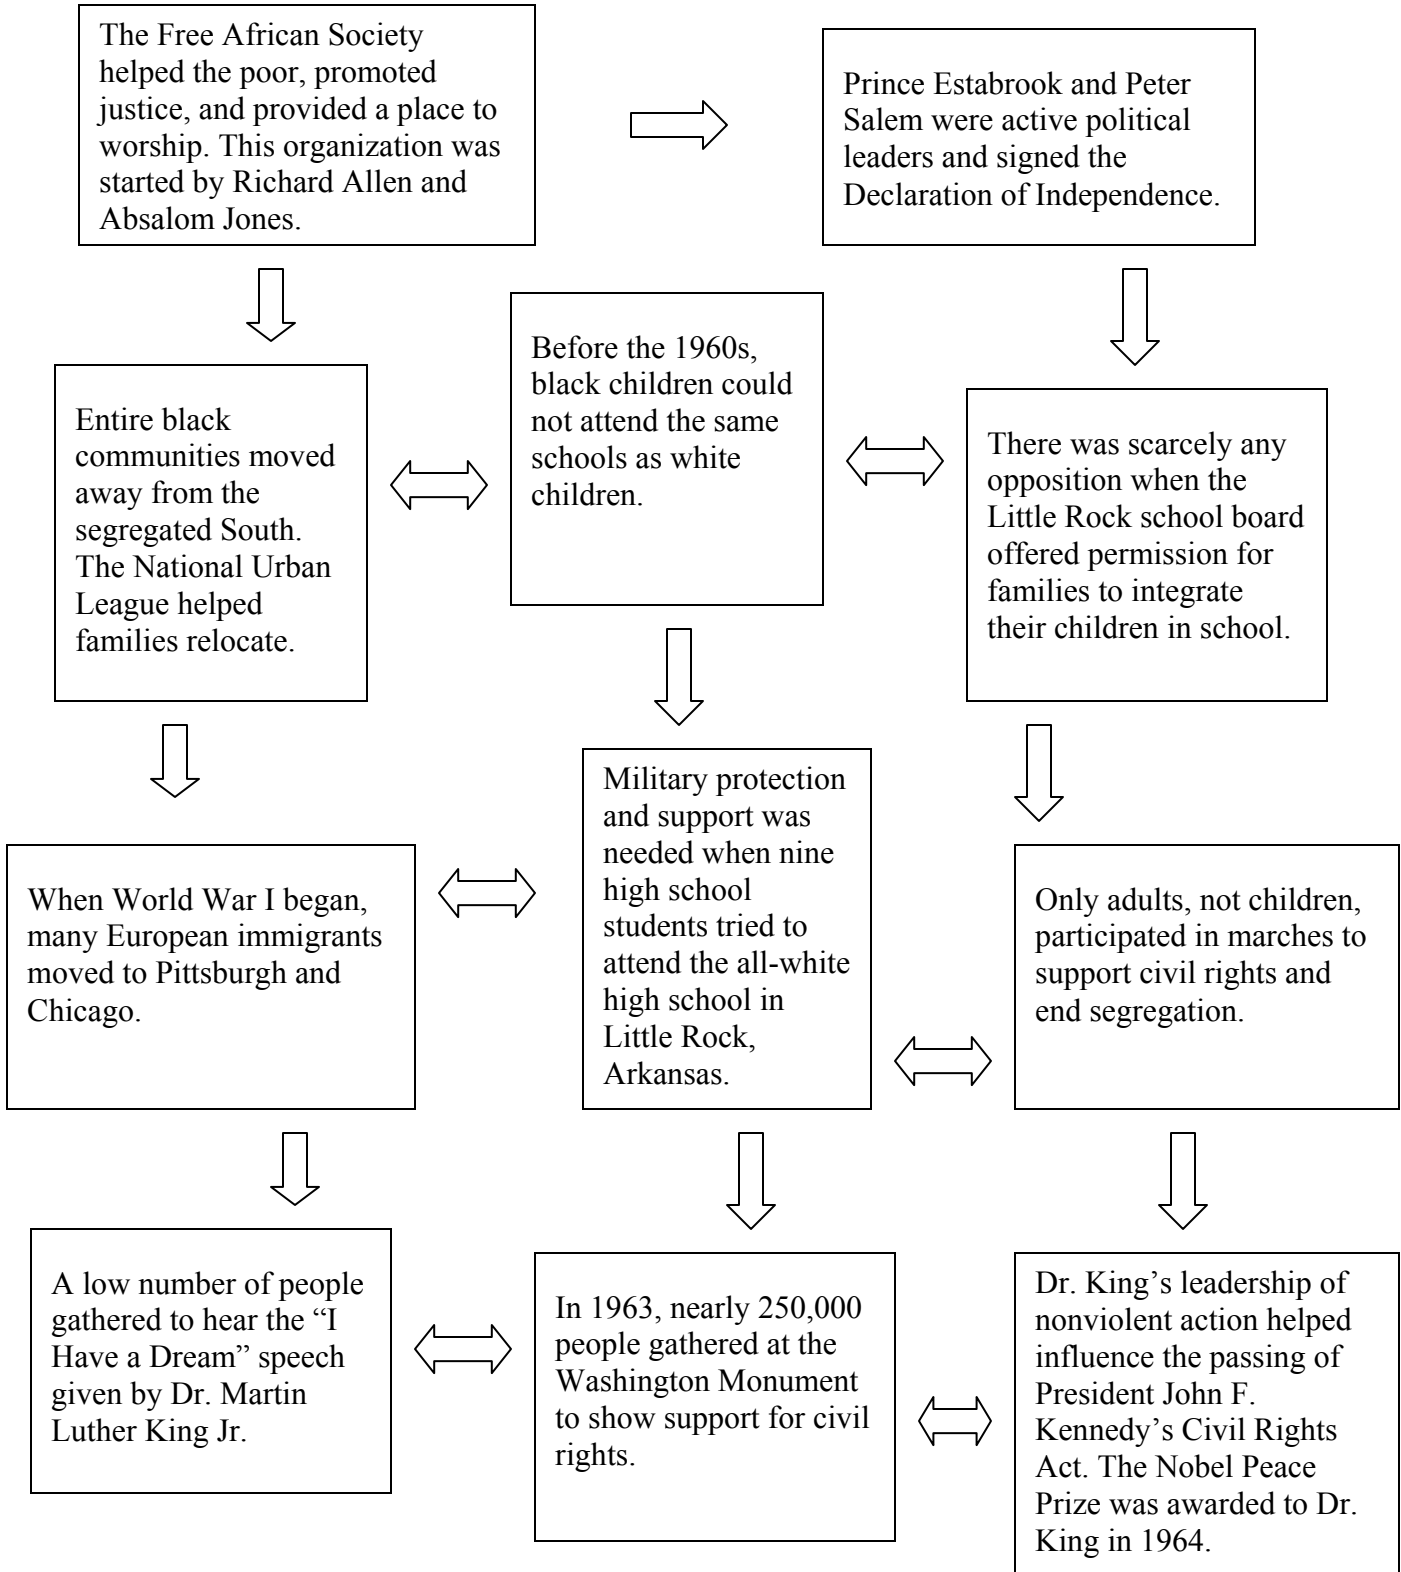 The Free African Society
helped the poor, promoted
justice, and provided a place to
worship. This organization was
started by Richard Allen and
Absalom Jones.
Prince Estabrook and Peter
Salem were active political
leaders and signed the
Declaration of Independence.
Entire black
communities moved
away from the
segregated South.
The National Urban
League helped
families relocate.
Before the 1960s,
black children could
not attend the same
schools as white
children.
There was scarcely any
opposition when the
Little Rock school board
offered permission for
families to integrate
their children in school.
When World War I began,
many European immigrants
moved to Pittsburgh and
Chicago.
Military protection
and support was
needed when nine
high school
students tried to
attend the all-white
high school in
Little Rock,
Arkansas.
Only adults, not children,
participated in marches to
support civil rights and
end segregation.
A low number of people
gathered to hear the “I
Have a Dream” speech
given by Dr. Martin
Luther King Jr.
In 1963, nearly 250,000
people gathered at the
Washington Monument
to show support for civil
rights.
Dr. King’s leadership of
nonviolent action helped
influence the passing of
President John F.
Kennedy’s Civil Rights
Act. The Nobel Peace
Prize was awarded to Dr.
King in 1964.